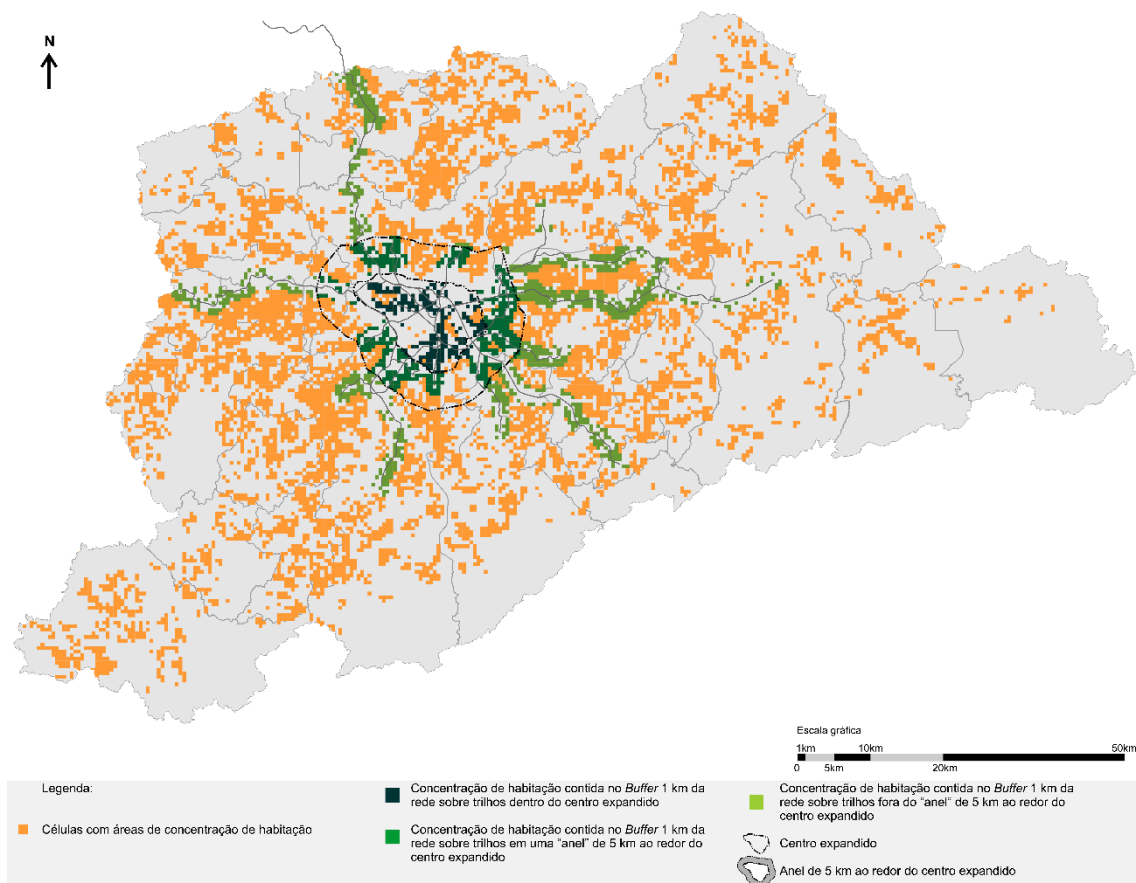 N
Escala gráfica
1km 10km 50km
0 5km 20km
Legenda:
Células com áreas de concentração de habitação
Concentração de habitação contida no Buffer 1 km da
rede sobre trilhos dentro do centro expandido
Concentração de habitação contida no Buffer 1 km da
rede sobre trilhos em uma “anel” de 5 km ao redor do
centro expandido
Concentração de habitação contida no Buffer 1 km da
rede sobre trilhos fora do “anel” de 5 km ao redor do
centro expandido
Centro expandido
Anel de 5 km ao redor do centro expandido